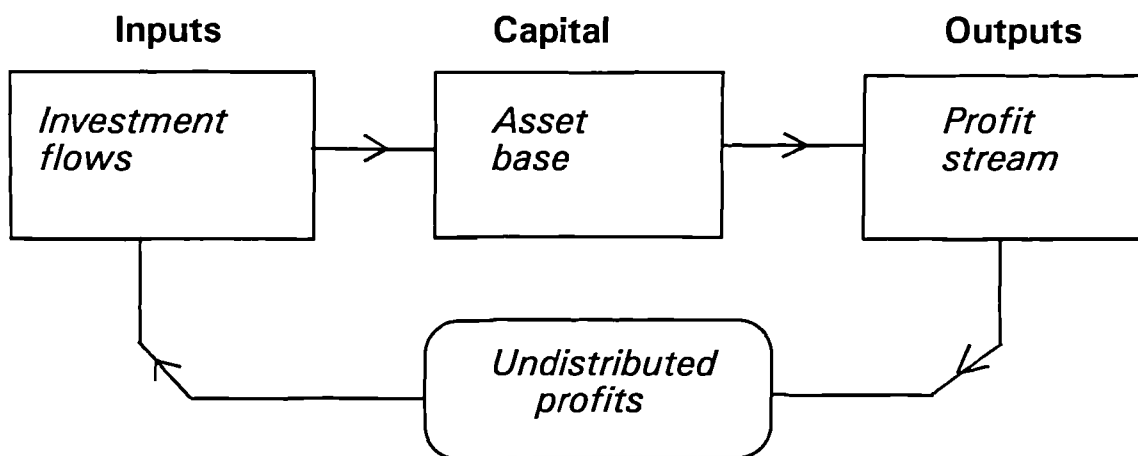 Inputs Capital Outputs
Investment
flows
Asset
base
Profit
stream
Undistributed
profits